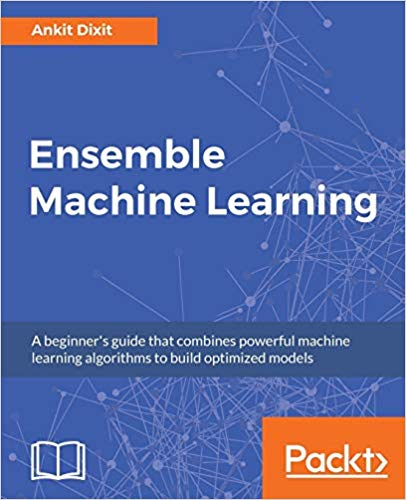 Ankit Dixit
Ensemble
Machine Learning
A beginner's guide that combines powerful machine
learning algorithms to build optimized models
Packt>